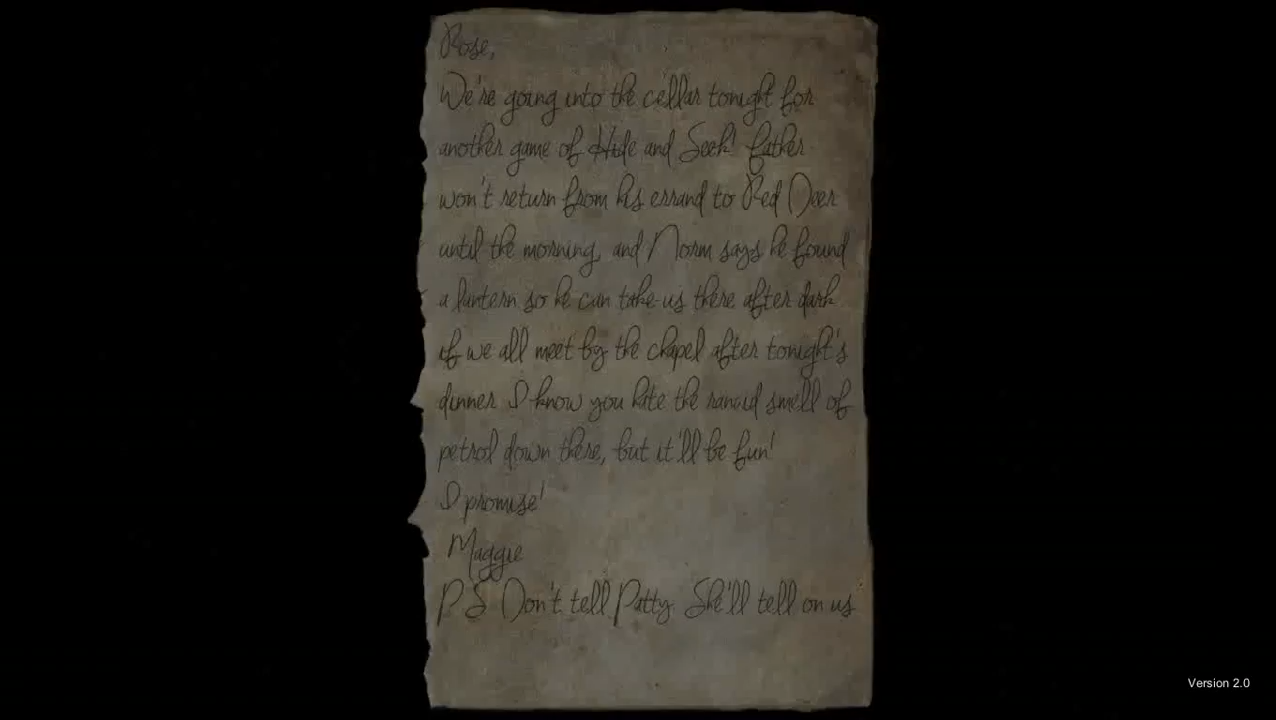 Rose,
We're going into the cellar tonight for
another game of Hide and Seek! Father
won't return from his errand to Red Deer
until the morning, and Norm says he found
a lantern so he can take us there after dark
if we all meet by the chapel after tonight's
dinner. I know you hate the rancid smell of
petrol down there, but it'll be fun!
I promise!
Maggie
P.S. Don't tell Patty. She'll tell on us
Version 2.0